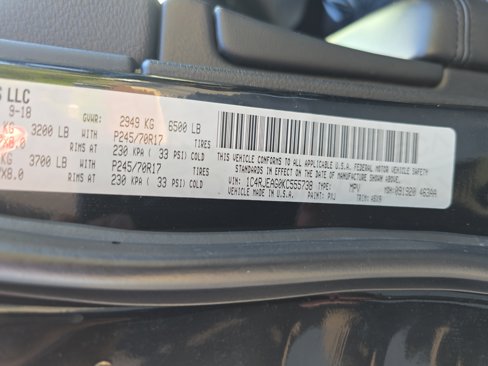 S LLC
9-18 GVWR: 2949 KG 6500 LB
KG 3200 LB WITH P245/70R17 TIRES
X8.0 RIMS AT 230 KPA ( 33 PSI) COLD
KG 3700 LB WITH P245/70R17 TIRES
X8.0 RIMS AT 230 KPA ( 33 PSI) COLD
THIS VEHICLE CONFORMS TO ALL APPLICABLE U.S.A. FEDERAL MOTOR VEHICLE SAFETY
STANDARDS IN EFFECT ON THE DATE OF MANUFACTURE SHOWN ABOVE.
VIN: 1C4RJEAG0KC555739 TYPE: MPV
VEHICLE MADE IN U.S.A. PAINT: PXJ TRIM: